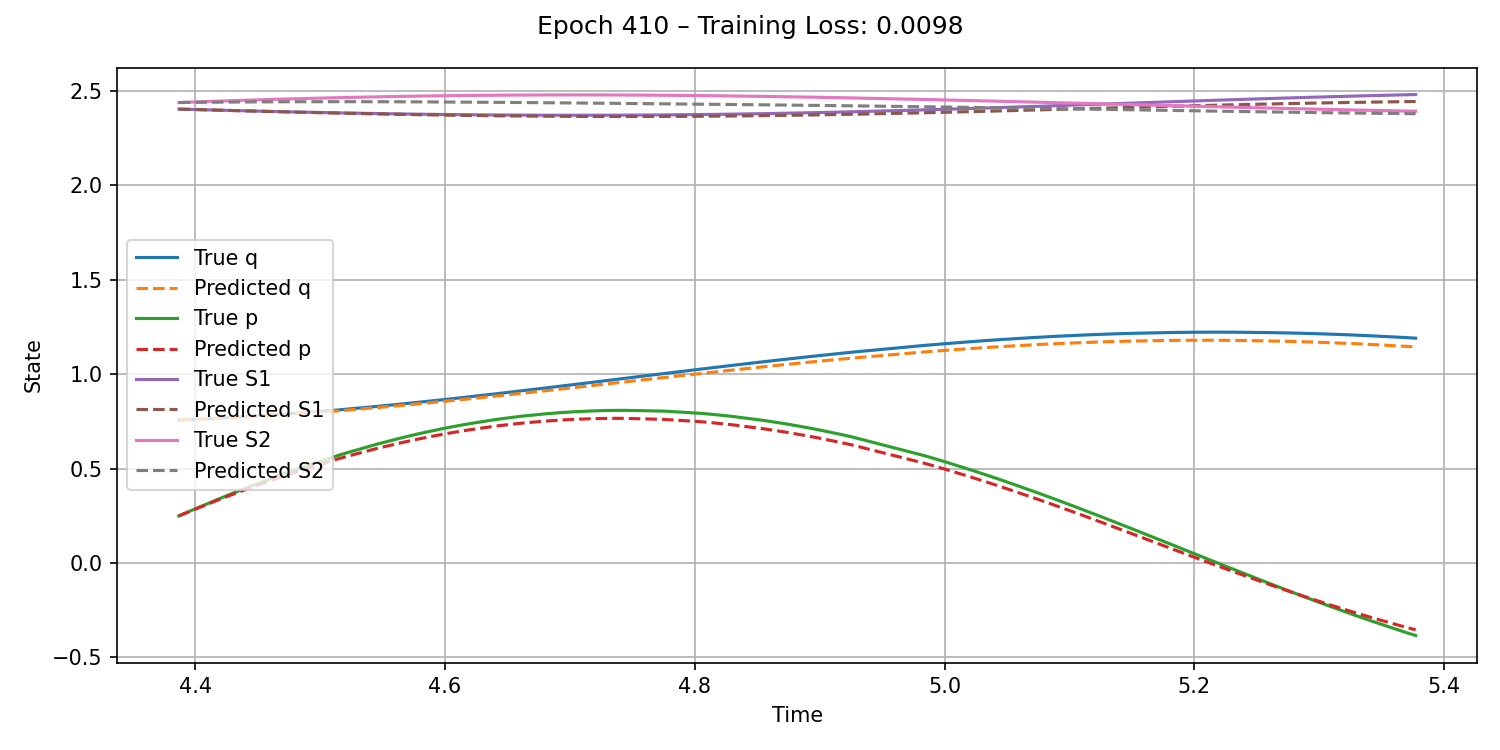 Epoch 410 – Training Loss: 0.0098
2.5
2.0
1.5
1.0
0.5
0.0
−0.5
State
True q
Predicted q
True p
Predicted p
True S1
Predicted S1
True S2
Predicted S2
4.4 4.6 4.8 5.0 5.2 5.4
Time